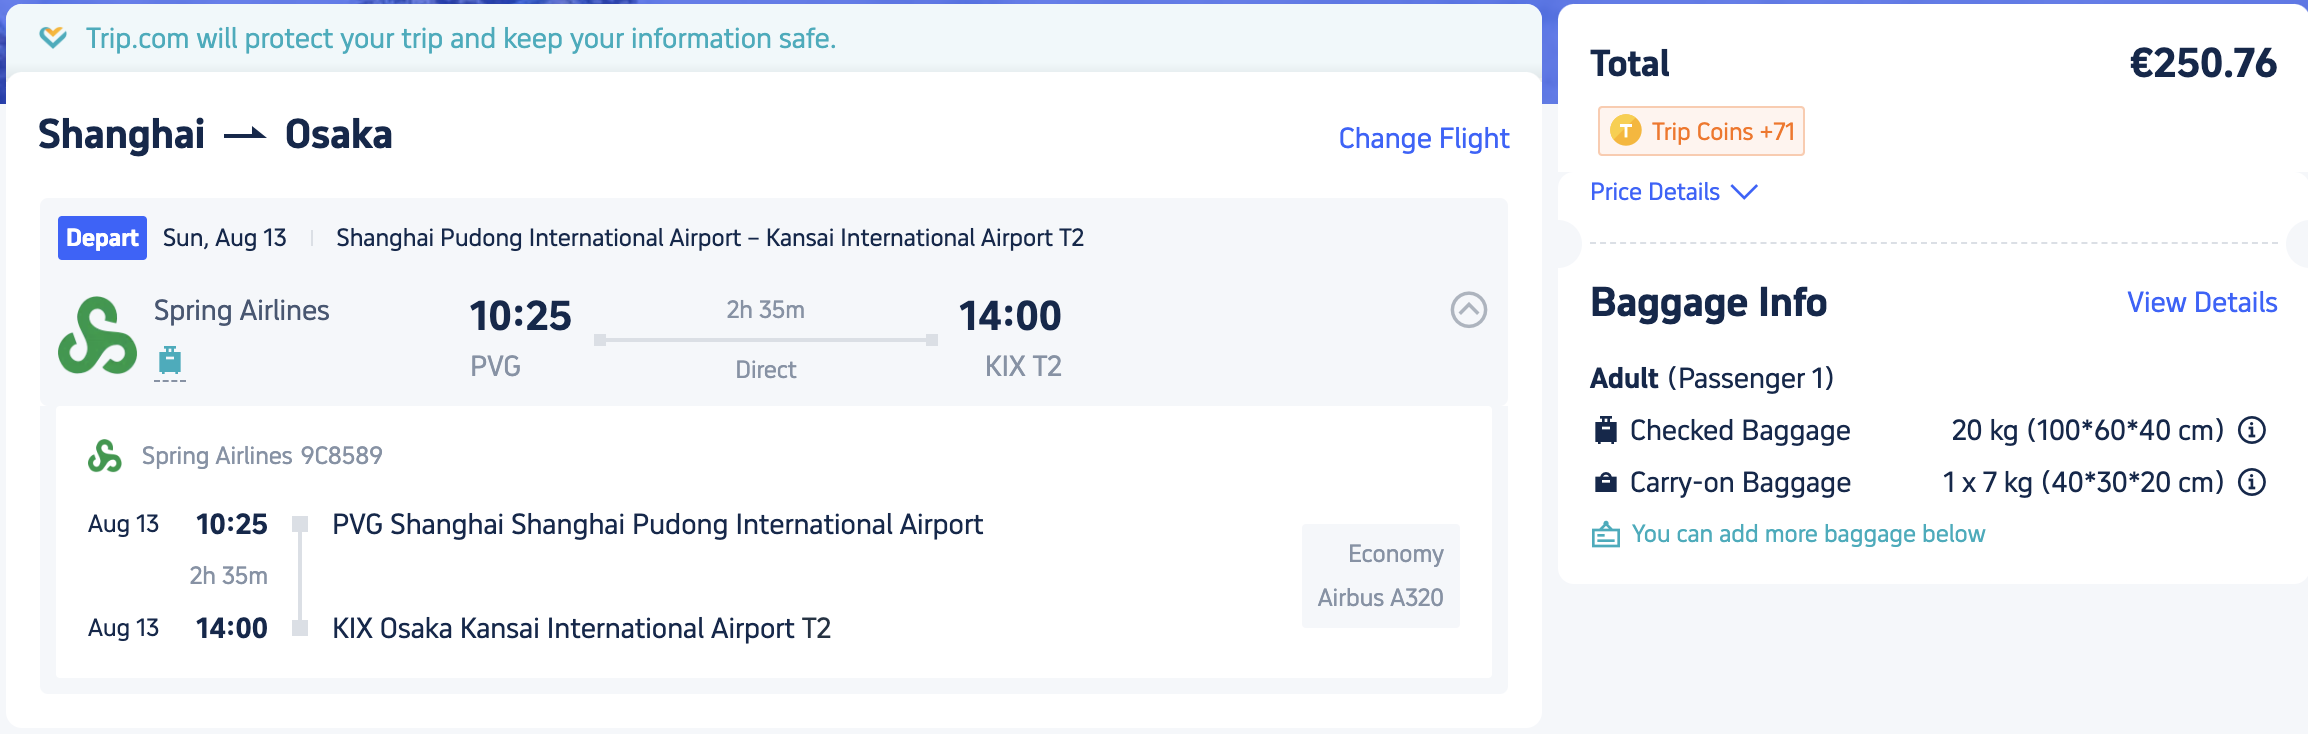 Trip.com will protect your trip and keep your information safe.
Shanghai → Osaka
Change Flight
Depart Sun, Aug 13 | Shanghai Pudong International Airport – Kansai International Airport T2
Spring Airlines
10:25
PVG
2h 35m
Direct
14:00
KIX T2
Spring Airlines 9C8589
Aug 13 10:25 PVG Shanghai Shanghai Pudong International Airport
2h 35m
Aug 13 14:00 KIX Osaka Kansai International Airport T2
Economy
Airbus A320
Total €250.76
T Trip Coins +71
Price Details
Baggage Info View Details
Adult (Passenger 1)
Checked Baggage 20 kg (100*60*40 cm)
Carry-on Baggage 1 x 7 kg (40*30*20 cm)
You can add more baggage below